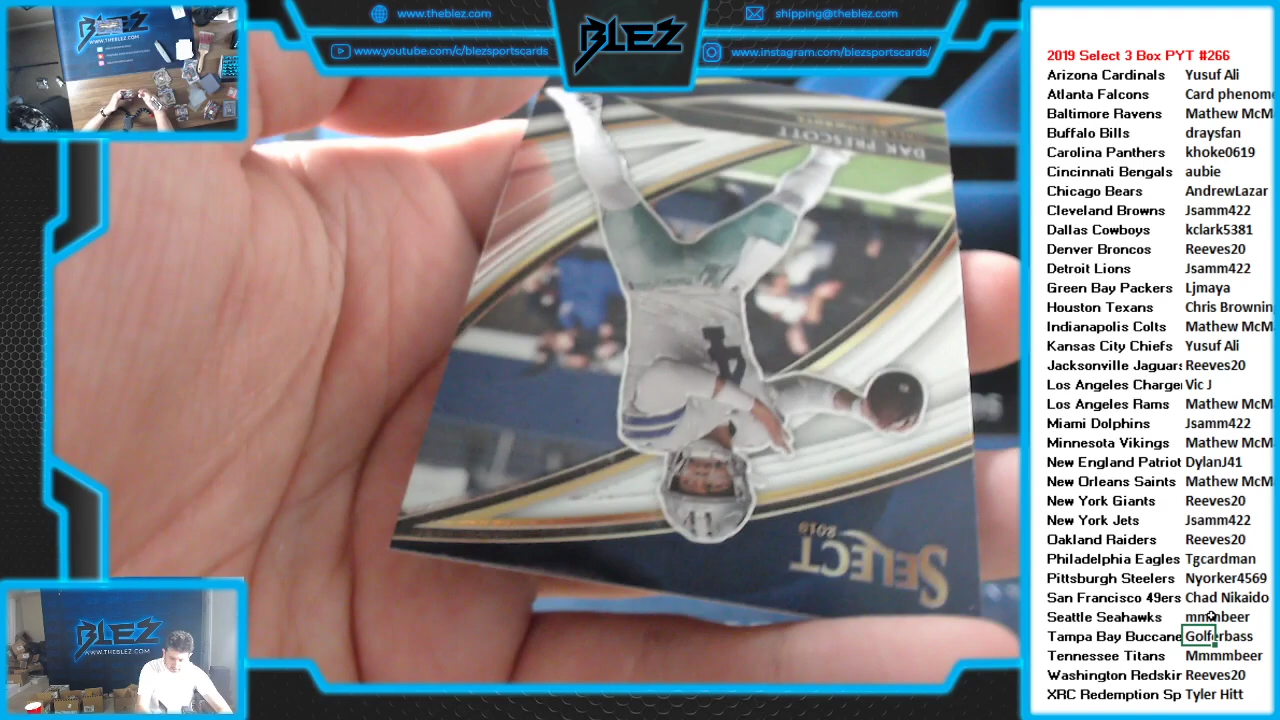 www.theblez.com
shipping@theblez.com
www.youtube.com/c/blezsportscards
www.instagram.com/blezsportscards/
BLEZ
BLEZ
WWW.THEBLEZ.COM
DAK PRESCOTT
4
SELECT
2019
BLEZ
WWW.THEBLEZ.COM
2019 Select 3 Box PYT #266
Arizona Cardinals Yusuf Ali
Atlanta Falcons Card phenom
Baltimore Ravens Mathew McM
Buffalo Bills draysfan
Carolina Panthers khoke0619
Cincinnati Bengals aubie
Chicago Bears AndrewLazar
Cleveland Browns Jsamm422
Dallas Cowboys kclark5381
Denver Broncos Reeves20
Detroit Lions Jsamm422
Green Bay Packers Ljmaya
Houston Texans Chris Brownin
Indianapolis Colts Mathew McM
Kansas City Chiefs Yusuf Ali
Jacksonville Jaguars Reeves20
Los Angeles Charge Vic J
Los Angeles Rams Mathew McM
Miami Dolphins Jsamm422
Minnesota Vikings Mathew McM
New England Patriot DylanJ41
New Orleans Saints Mathew McM
New York Giants Reeves20
New York Jets Jsamm422
Oakland Raiders Reeves20
Philadelphia Eagles Tgcardman
Pittsburgh Steelers Nyorker4569
San Francisco 49ers Chad Nikaido
Seattle Seahawks mmmbeer
Tampa Bay Buccane Golferbass
Tennessee Titans Mmmmbeer
Washington Redskin Reeves20
XRC Redemption Sp Tyler Hitt